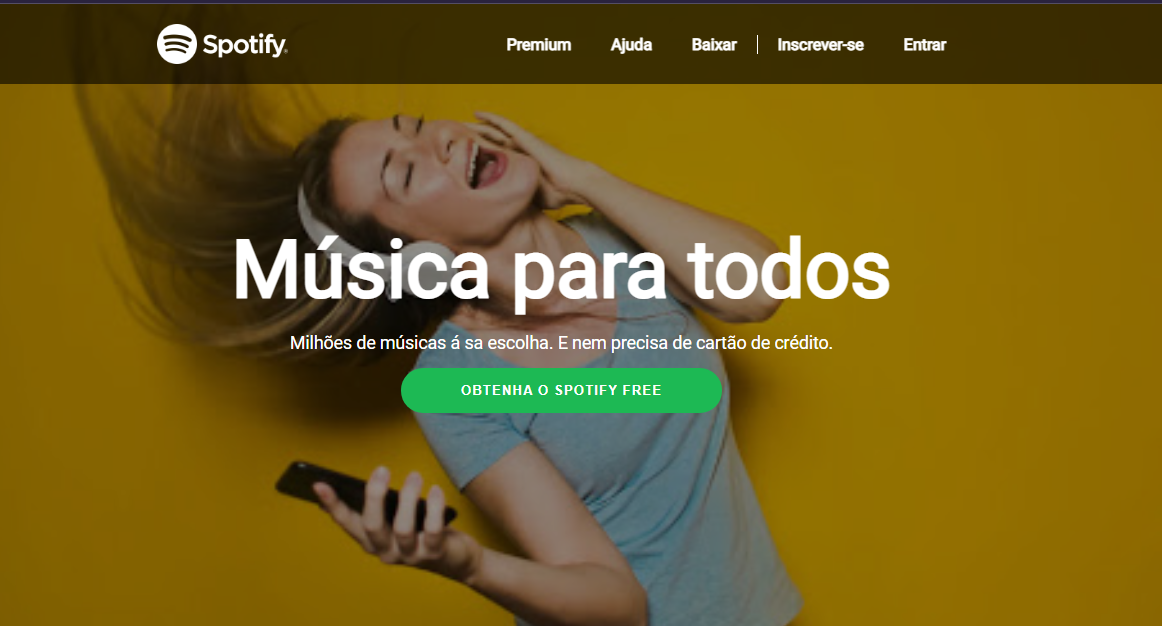 Spotify®
Premium Ajuda Baixar Inscrever-se Entrar
Música para todos
Milhões de músicas á sa escolha. E nem precisa de cartão de crédito.
OBTENHA O SPOTIFY FREE